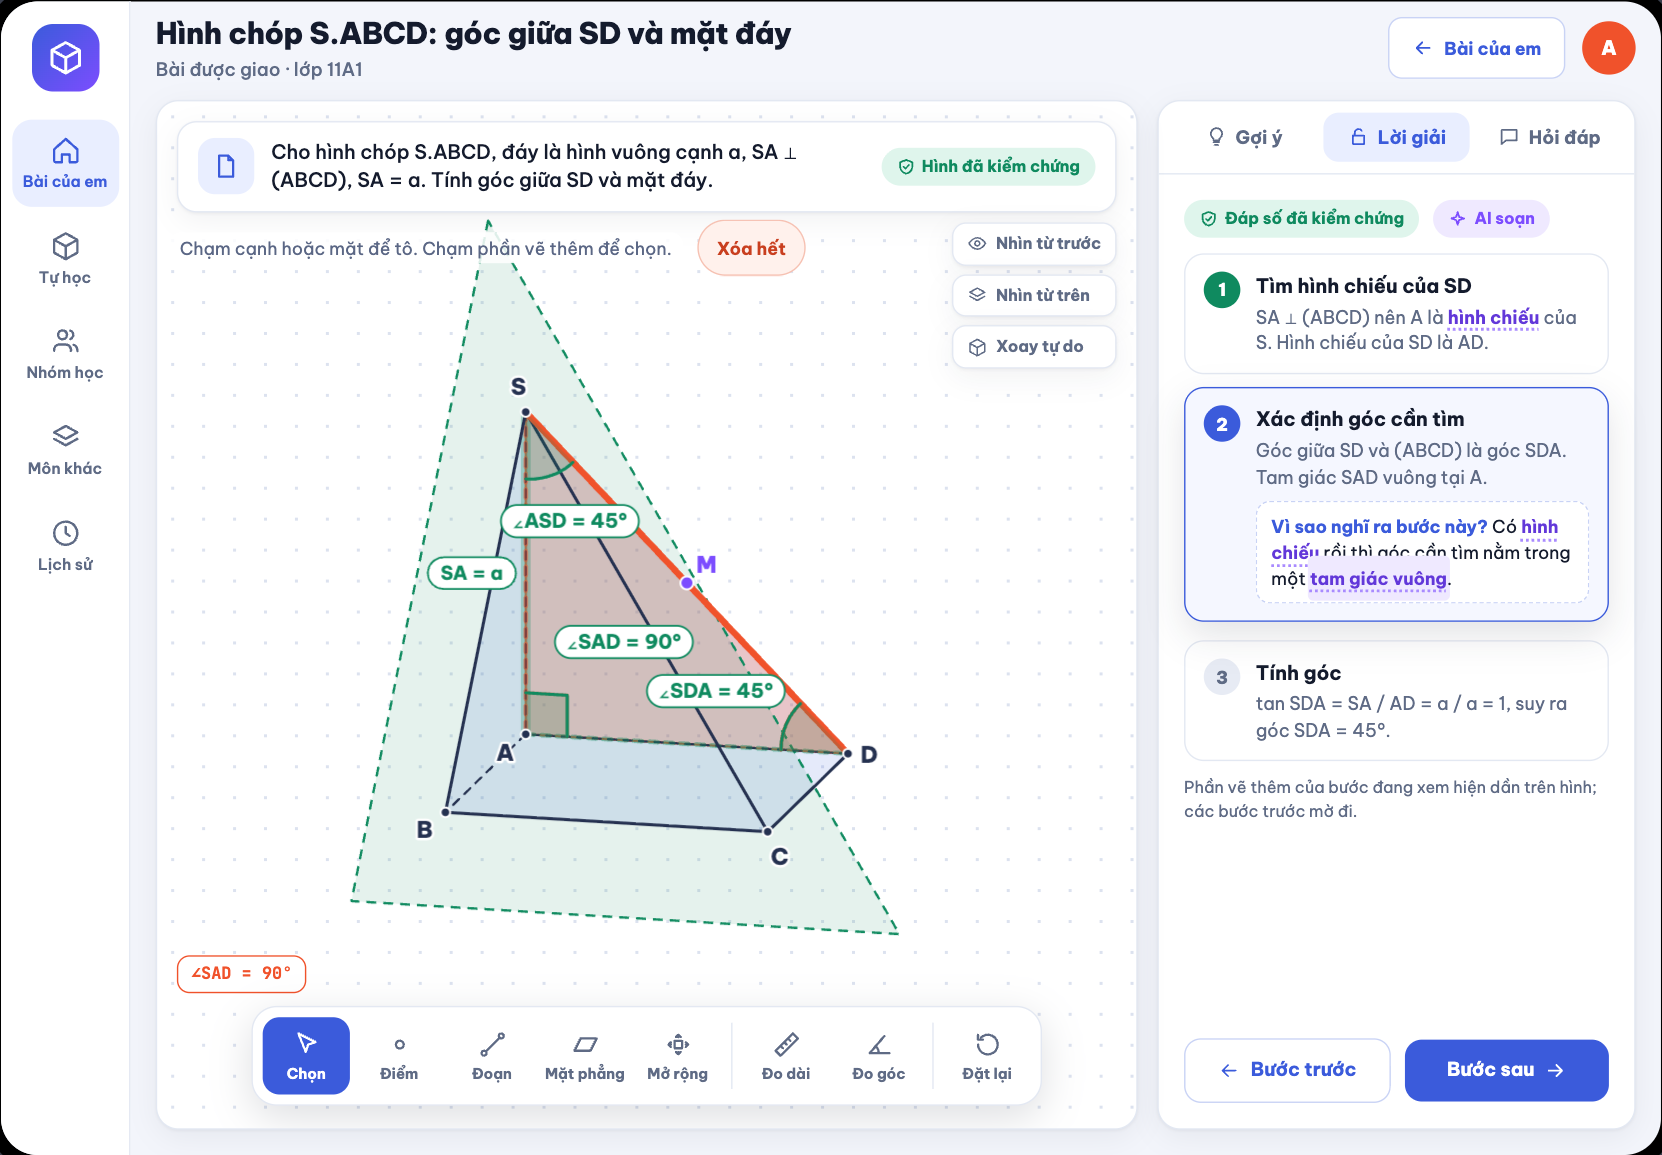 Hình chóp S.ABCD: góc giữa SD và mặt đáy
Bài được giao · lớp 11A1
Bài của em
A
Bài của em
Tự học
Nhóm học
Môn khác
Lịch sử
Cho hình chóp S.ABCD, đáy là hình vuông cạnh a, SA ⊥
(ABCD), SA = a. Tính góc giữa SD và mặt đáy.
Hình đã kiểm chứng
Chạm cạnh hoặc mặt để tô. Chạm phần vẽ thêm để chọn.
Xóa hết
Nhìn từ trước
Nhìn từ trên
Xoay tự do
S
∠ASD = 45°
SA = a
M
∠SAD = 90°
∠SDA = 45°
A
D
B
C
∠SAD = 90°
Chọn
Điểm
Đoạn
Mặt phẳng
Mở rộng
Đo dài
Đo góc
Đặt lại
Gợi ý
Lời giải
Hỏi đáp
Đáp số đã kiểm chứng
AI soạn
1
Tìm hình chiếu của SD
SA ⊥ (ABCD) nên A là hình chiếu của
S. Hình chiếu của SD là AD.
2
Xác định góc cần tìm
Góc giữa SD và (ABCD) là góc SDA.
Tam giác SAD vuông tại A.
Vì sao nghĩ ra bước này? Có hình
chiếu rồi thì góc cần tìm nằm trong
một tam giác vuông.
3
Tính góc
tan SDA = SA / AD = a / a = 1, suy ra
góc SDA = 45°.
Phần vẽ thêm của bước đang xem hiện dần trên hình;
các bước trước mờ đi.
Bước trước
Bước sau